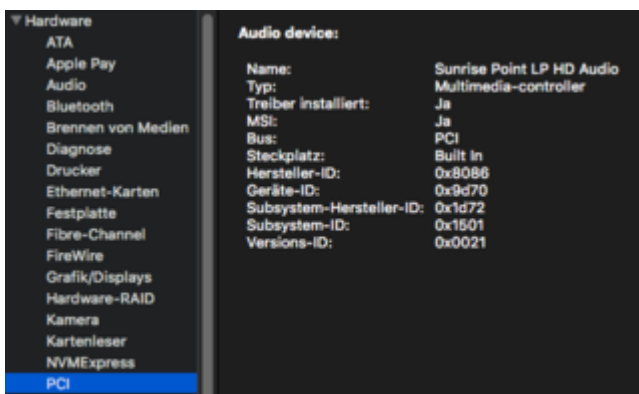 Hardware
ATA
Apple Pay
Audio
Bluetooth
Brennen von Medien
Diagnose
Drucker
Ethernet-Karten
Festplatte
Fibre-Channel
FireWire
Grafik/Displays
Hardware-RAID
Kamera
Kartenleser
NVMExpress
PCI
Audio device:
Name: Sunrise Point LP HD Audio
Typ: Multimedia-controller
Treiber installiert: Ja
MSI: Ja
Bus: PCI
Steckplatz: Built In
Hersteller-ID: 0x8086
Geräte-ID: 0x9d70
Subsystem-Hersteller-ID: 0x1d72
Subsystem-ID: 0x1501
Versions-ID: 0x0021